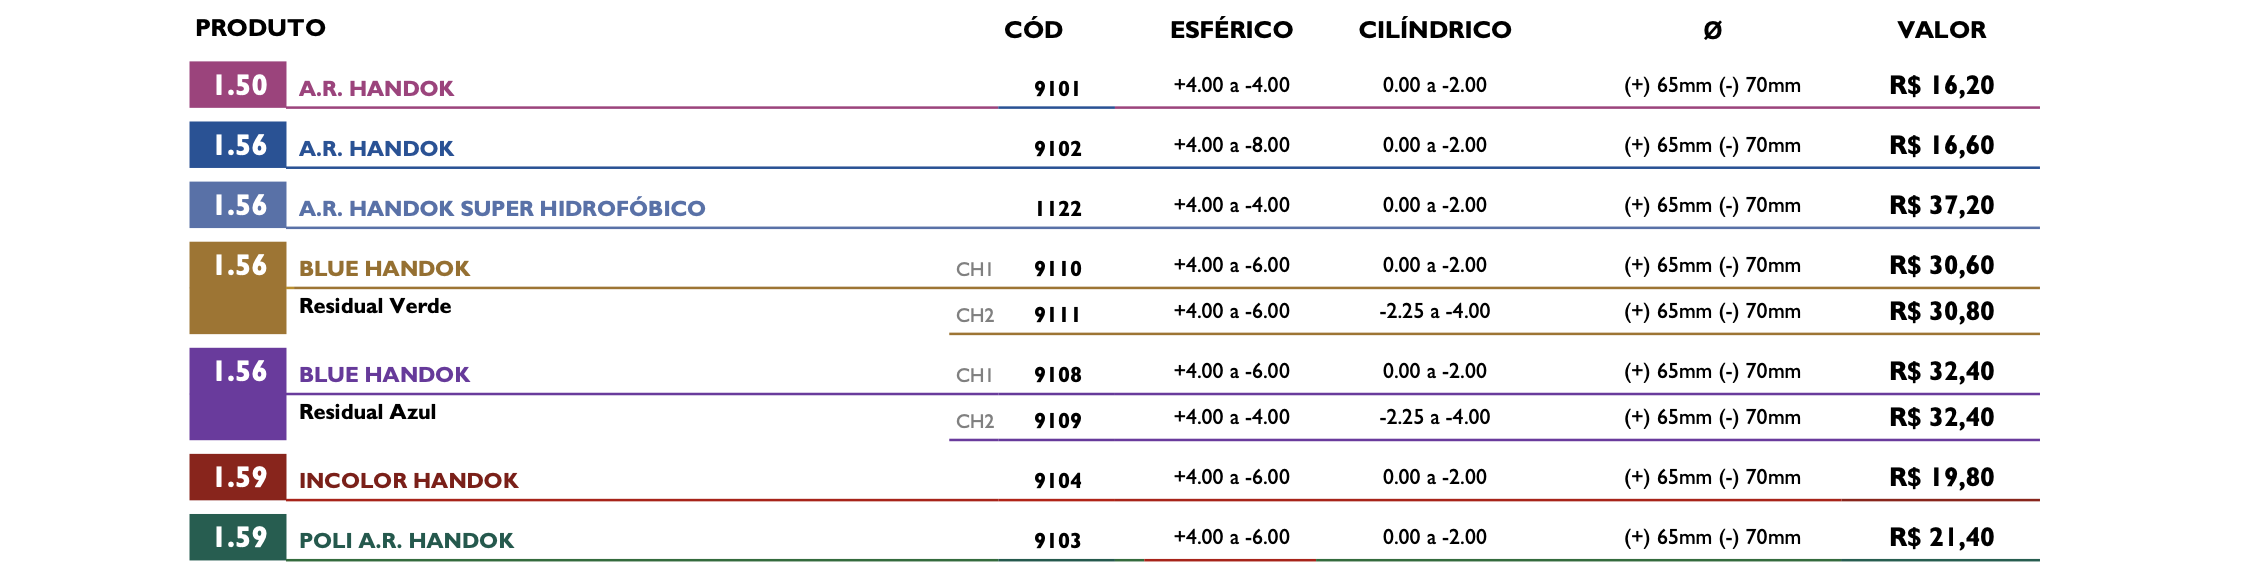 PRODUTO CÓD ESFÉRICO CILÍNDRICO Ø VALOR
1.50 A.R. HANDOK 9101 +4.00 a -4.00 0.00 a -2.00 (+) 65mm (-) 70mm R$ 16,20
1.56 A.R. HANDOK 9102 +4.00 a -8.00 0.00 a -2.00 (+) 65mm (-) 70mm R$ 16,60
1.56 A.R. HANDOK SUPER HIDROFÓBICO 1122 +4.00 a -4.00 0.00 a -2.00 (+) 65mm (-) 70mm R$ 37,20
1.56 BLUE HANDOK CH1 9110 +4.00 a -6.00 0.00 a -2.00 (+) 65mm (-) 70mm R$ 30,60
Residual Verde CH2 9111 +4.00 a -6.00 -2.25 a -4.00 (+) 65mm (-) 70mm R$ 30,80
1.56 BLUE HANDOK CH1 9108 +4.00 a -6.00 0.00 a -2.00 (+) 65mm (-) 70mm R$ 32,40
Residual Azul CH2 9109 +4.00 a -4.00 -2.25 a -4.00 (+) 65mm (-) 70mm R$ 32,40
1.59 INCOLOR HANDOK 9104 +4.00 a -6.00 0.00 a -2.00 (+) 65mm (-) 70mm R$ 19,80
1.59 POLI A.R. HANDOK 9103 +4.00 a -6.00 0.00 a -2.00 (+) 65mm (-) 70mm R$ 21,40